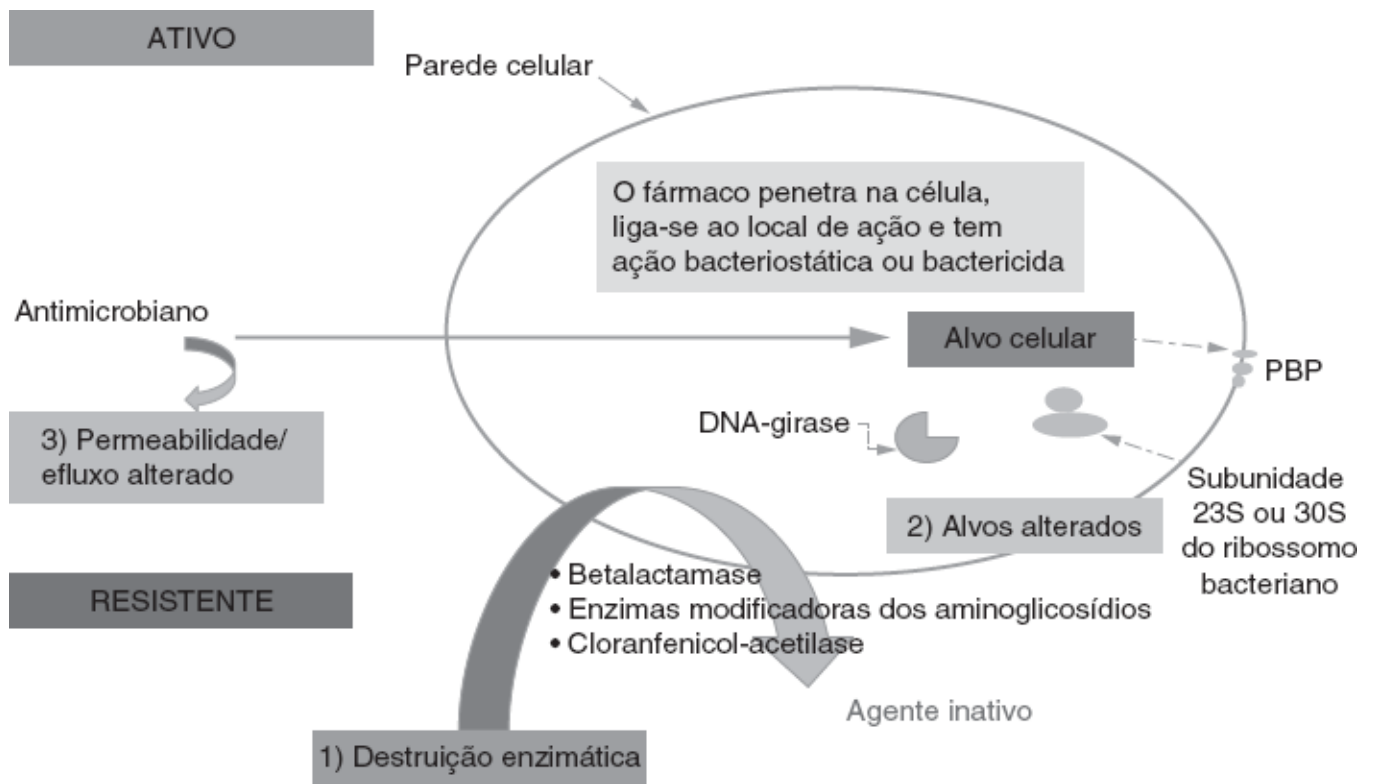 ATIVO
Parede celular
O fármaco penetra na célula,
liga-se ao local de ação e tem
ação bacteriostática ou bactericida
Antimicrobiano
Alvo celular
PBP
3) Permeabilidade/
efluxo alterado
DNA-girase
Subunidade
23S ou 30S
do ribossomo
bacteriano
2) Alvos alterados
RESISTENTE
• Betalactamase
• Enzimas modificadoras dos aminoglicosídios
• Cloranfenicol-acetilase
Agente inativo
1) Destruição enzimática